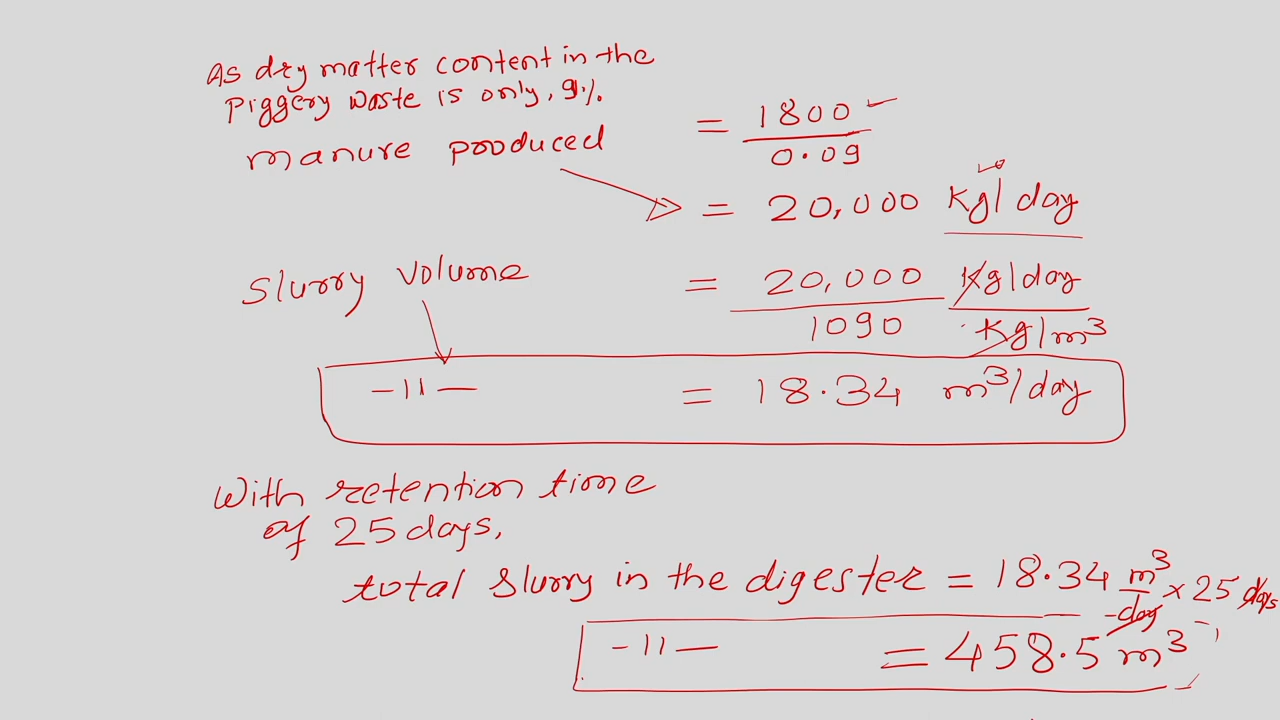 As dry matter content in the
Piggery waste is only, 9%.
manure produced = 1800 / 0.09
= 20,000 Kg/day
Slurry volume = 20,000 Kg/day / 1090 Kg/m³
-11- = 18.34 m³/day
With retention time
of 25 days,
total slurry in the digester = 18.34 m³/day × 25 days
-11- = 458.5 m³